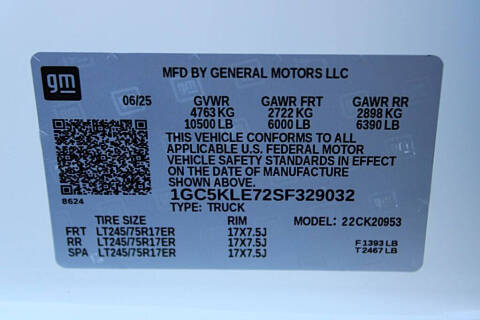 gm
MFD BY GENERAL MOTORS LLC
06/25 GVWR GAWR FRT GAWR RR
4763 KG 2722 KG 2898 KG
10500 LB 6000 LB 6390 LB
THIS VEHICLE CONFORMS TO ALL
APPLICABLE U.S. FEDERAL MOTOR
VEHICLE SAFETY STANDARDS IN EFFECT
ON THE DATE OF MANUFACTURE
SHOWN ABOVE.
8624
1GC5KLE72SF329032
TYPE: TRUCK
TIRE SIZE RIM MODEL: 22CK20953
FRT LT245/75R17ER 17X7.5J
RR LT245/75R17ER 17X7.5J F1393 LB
SPA LT245/75R17ER 17X7.5J T2467 LB